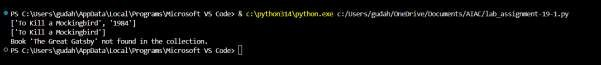 PS C:\Users\gudah\AppData\Local\Programs\Microsoft VS Code> & c:\python314\python.exe c:/Users/gudah/OneDrive/Documents/AIAC/lab_assignment-19-1.py
['To Kill a Mockingbird', '1984']
['To Kill a Mockingbird']
Book 'The Great Gatsby' not found in the collection.
PS C:\Users\gudah\AppData\Local\Programs\Microsoft VS Code>